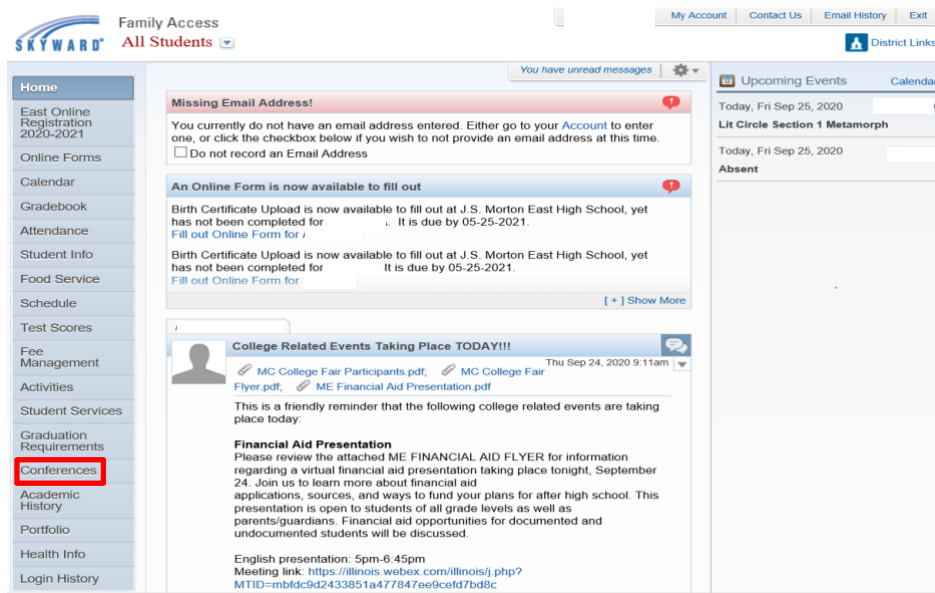 SKYWARD
Family Access
All Students
My Account
Contact Us
Email History
Exit
District Links
Home
East Online
Registration
2020-2021
Online Forms
Calendar
Gradebook
Attendance
Student Info
Food Service
Schedule
Test Scores
Fee
Management
Activities
Student Services
Graduation
Requirements
Conferences
Academic
History
Portfolio
Health Info
Login History
You have unread messages
Missing Email Address!
You currently do not have an email address entered. Either go to your Account to enter
one, or click the checkbox below if you wish to not provide an email address at this time.
Do not record an Email Address
An Online Form is now available to fill out
Birth Certificate Upload is now available to fill out at J.S. Morton East High School, yet
has not been completed for . It is due by 05-25-2021.
Fill out Online Form for
Birth Certificate Upload is now available to fill out at J.S. Morton East High School, yet
has not been completed for It is due by 05-25-2021.
Fill out Online Form for
[ + ] Show More
College Related Events Taking Place TODAY!!!
Thu Sep 24, 2020 9:11am
MC College Fair Participants.pdf; MC College Fair
Flyer.pdf; ME Financial Aid Presentation.pdf
This is a friendly reminder that the following college related events are taking
place today:
Financial Aid Presentation
Please review the attached ME FINANCIAL AID FLYER for information
regarding a virtual financial aid presentation taking place tonight, September
24. Join us to learn more about financial aid
applications, sources, and ways to fund your plans for after high school. This
presentation is open to students of all grade levels as well as
parents/guardians. Financial aid opportunities for documented and
undocumented students will be discussed.
English presentation: 5pm-6:45pm
Meeting link: https://illinois.webex.com/illinois/j.php?
MTID=mbfdc9d2433851a477847ee9cefd7bd8c
Upcoming Events
Calendar
Today, Fri Sep 25, 2020
Lit Circle Section 1 Metamorph
Today, Fri Sep 25, 2020
Absent